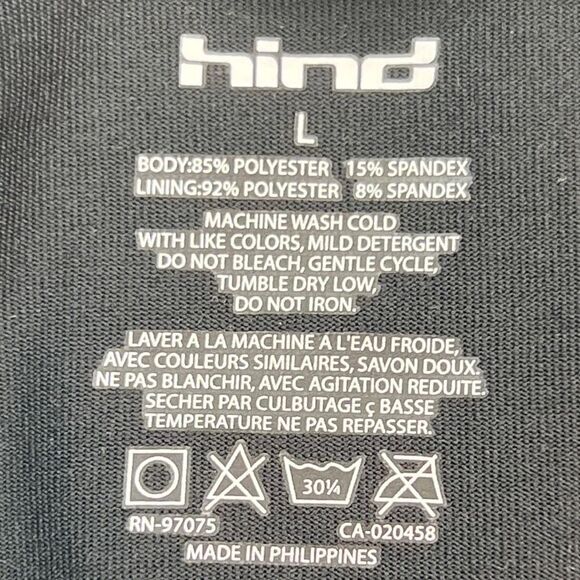 hind
L
BODY:85% POLYESTER 15% SPANDEX
LINING:92% POLYESTER 8% SPANDEX
MACHINE WASH COLD
WITH LIKE COLORS, MILD DETERGENT
DO NOT BLEACH, GENTLE CYCLE,
TUMBLE DRY LOW,
DO NOT IRON.
LAVER A LA MACHINE A L'EAU FROIDE,
AVEC COULEURS SIMILAIRES, SAVON DOUX.
NE PAS BLANCHIR, AVEC AGITATION REDUITE.
SECHER PAR CULBUTAGE ç BASSE
TEMPERATURE NE PAS REPASSER.
30¼
RN-97075 CA-020458
MADE IN PHILIPPINES